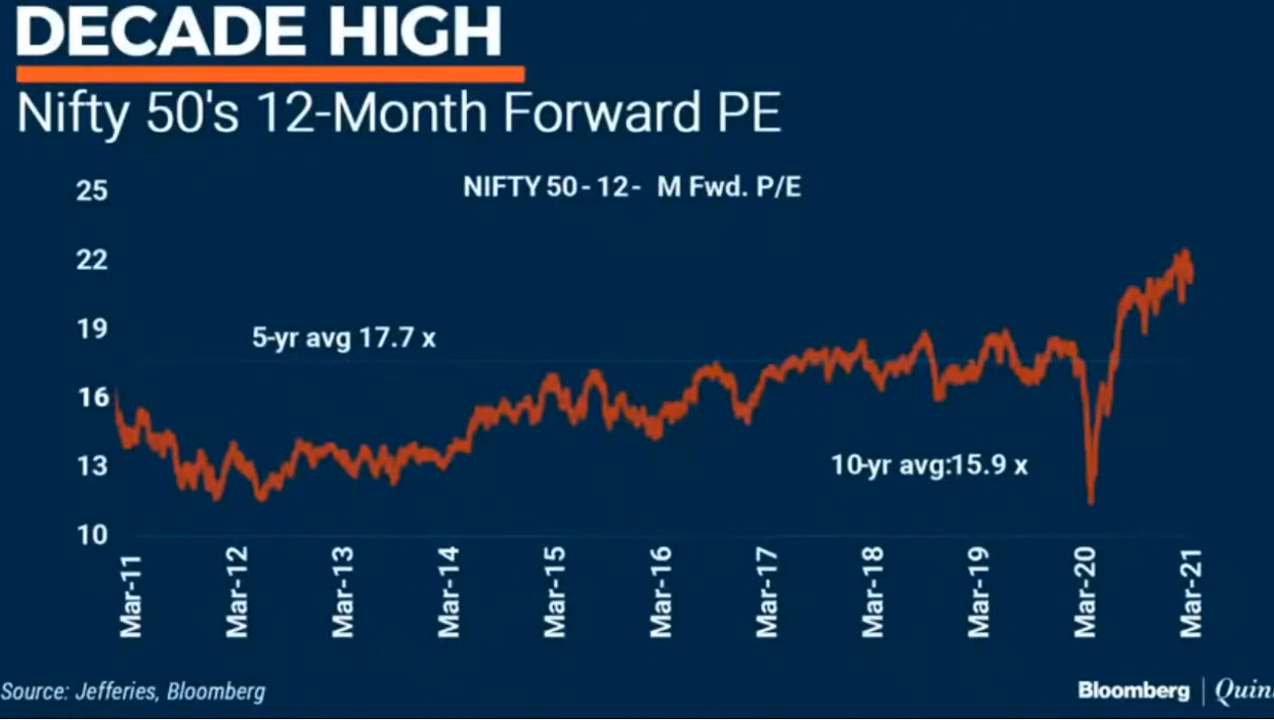 DECADE HIGH
Nifty 50's 12-Month Forward PE
NIFTY 50 - 12 - M Fwd. P/E
25
22
19
16
13
10
5-yr avg 17.7 x
10-yr avg:15.9 x
Mar-11
Mar-12
Mar-13
Mar-14
Mar-15
Mar-16
Mar-17
Mar-18
Mar-19
Mar-20
Mar-21
Source: Jefferies, Bloomberg
Bloomberg | Quin